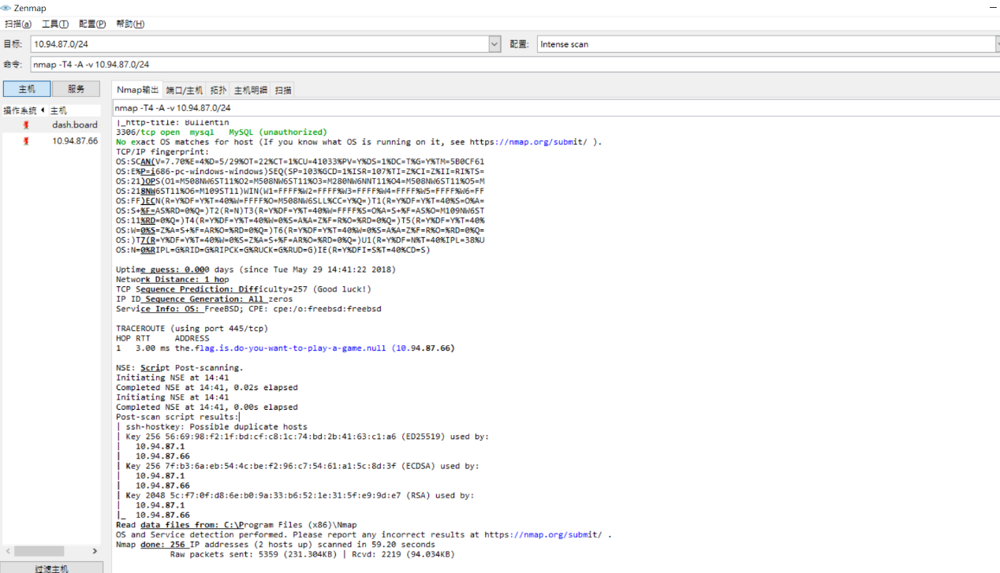 Zenmap
扫描(a) 工具(T) 配置(P) 帮助(H)
目标: 10.94.87.0/24 配置: Intense scan
命令: nmap -T4 -A -v 10.94.87.0/24
主机 服务 Nmap输出 端口/主机 拓扑 主机明细 扫描
操作系统 主机
dash.board
10.94.87.66
nmap -T4 -A -v 10.94.87.0/24
|_http-title: Bullentin
3306/tcp open mysql MySQL (unauthorized)
No exact OS matches for host (If you know what OS is running on it, see https://nmap.org/submit/ ).
TCP/IP fingerprint:
OS:SCAN(V=7.70%E=4%D=5/29%OT=22%CT=1%CU=41033%PV=Y%DS=1%DC=T%G=Y%TM=5B0CF61
OS:E%P=i686-pc-windows-windows)SEQ(SP=103%GCD=1%ISR=107%TI=Z%CI=Z%II=RI%TS=
OS:21)OPS(O1=M508NW6ST11%O2=M508NW6ST11%O3=M280NW6NNT11%O4=M508NW6ST11%O5=M
OS:218NW6ST11%O6=M109ST11)WIN(W1=FFFF%W2=FFFF%W3=FFFF%W4=FFFF%W5=FFFF%W6=FF
OS:FF)ECN(R=Y%DF=Y%T=40%W=FFFF%O=M508NW6SLL%CC=Y%Q=)T1(R=Y%DF=Y%T=40%S=O%A=
OS:S+%F=AS%RD=0%Q=)T2(R=N)T3(R=Y%DF=Y%T=40%W=FFFF%S=O%A=S+%F=AS%O=M109NW6ST
OS:11%RD=0%Q=)T4(R=Y%DF=Y%T=40%W=0%S=A%A=Z%F=R%O=%RD=0%Q=)T5(R=Y%DF=Y%T=40%
OS:W=0%S=Z%A=S+%F=AR%O=%RD=0%Q=)T6(R=Y%DF=Y%T=40%W=0%S=A%A=Z%F=R%O=%RD=0%Q=
OS:)T7(R=Y%DF=Y%T=40%W=0%S=Z%A=S+%F=AR%O=%RD=0%Q=)U1(R=Y%DF=N%T=40%IPL=38%U
OS:N=0%RIPL=G%RID=G%RIPCK=G%RUCK=G%RUD=G)IE(R=Y%DFI=S%T=40%CD=S)
Uptime guess: 0.000 days (since Tue May 29 14:41:22 2018)
Network Distance: 1 hop
TCP Sequence Prediction: Difficulty=257 (Good luck!)
IP ID Sequence Generation: All zeros
Service Info: OS: FreeBSD; CPE: cpe:/o:freebsd:freebsd
TRACEROUTE (using port 445/tcp)
HOP RTT ADDRESS
1 3.00 ms the.flag.is.do-you-want-to-play-a-game.null (10.94.87.66)
NSE: Script Post-scanning.
Initiating NSE at 14:41
Completed NSE at 14:41, 0.02s elapsed
Initiating NSE at 14:41
Completed NSE at 14:41, 0.00s elapsed
Post-scan script results:
| ssh-hostkey: Possible duplicate hosts
| Key 256 56:69:98:f2:1f:bd:cf:c8:1c:74:bd:2b:41:63:c1:a6 (ED25519) used by:
| 10.94.87.1
| 10.94.87.66
| Key 256 7f:b3:6a:eb:54:4c:be:f2:96:c7:54:61:a1:5c:8d:3f (ECDSA) used by:
| 10.94.87.1
| 10.94.87.66
| Key 2048 5c:f7:0f:d8:6e:b0:9a:33:b6:52:1e:31:5f:e9:9d:e7 (RSA) used by:
| 10.94.87.1
|_ 10.94.87.66
Read data files from: C:\Program Files (x86)\Nmap
OS and Service detection performed. Please report any incorrect results at https://nmap.org/submit/ .
Nmap done: 256 IP addresses (2 hosts up) scanned in 59.20 seconds
Raw packets sent: 5359 (231.304KB) | Rcvd: 2219 (94.034KB)
过滤主机